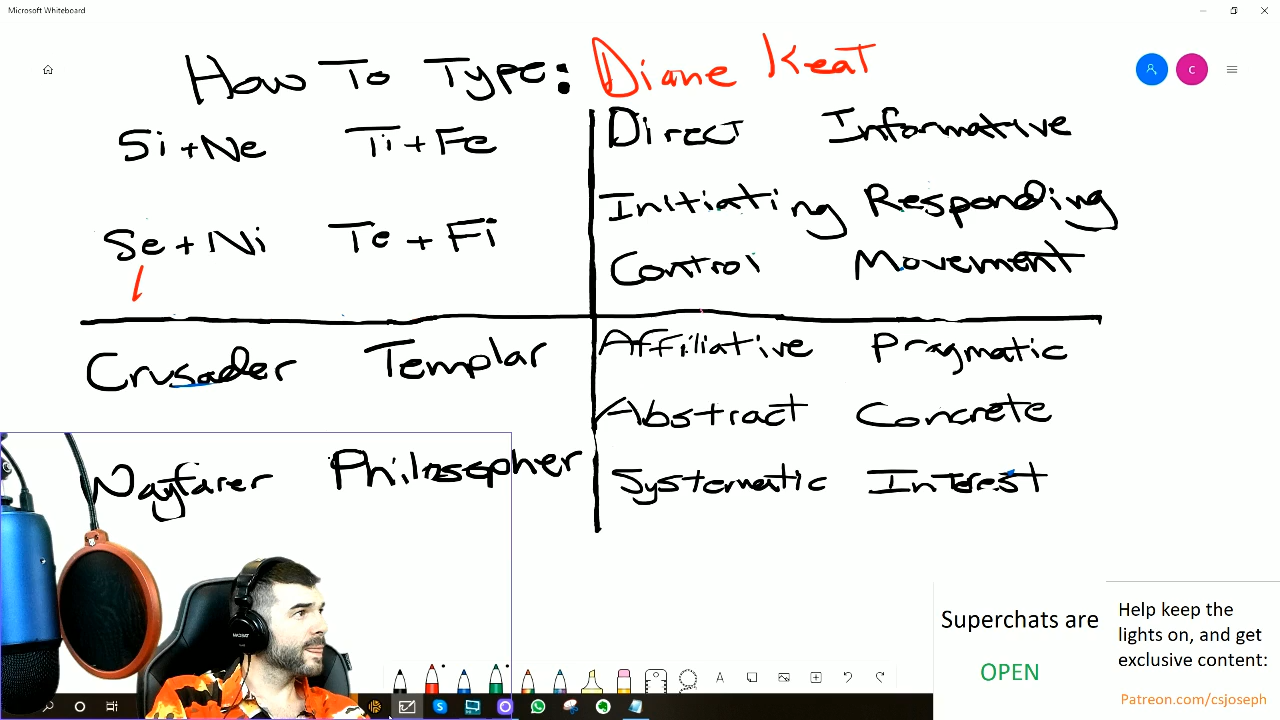 Microsoft Whiteboard
How To Type: Diane Keat
Si + Ne Ti + Fe
Se + Ni Te + Fi
Direct Informative
Initiating Responding
Control Movement
Crusader Templar
Wayfarer Philosopher
Affiliative Pragmatic
Abstract Concrete
Systematic Interest
C
Superchats are
OPEN
Help keep the
lights on, and get
exclusive content:
Patreon.com/csjoseph
A